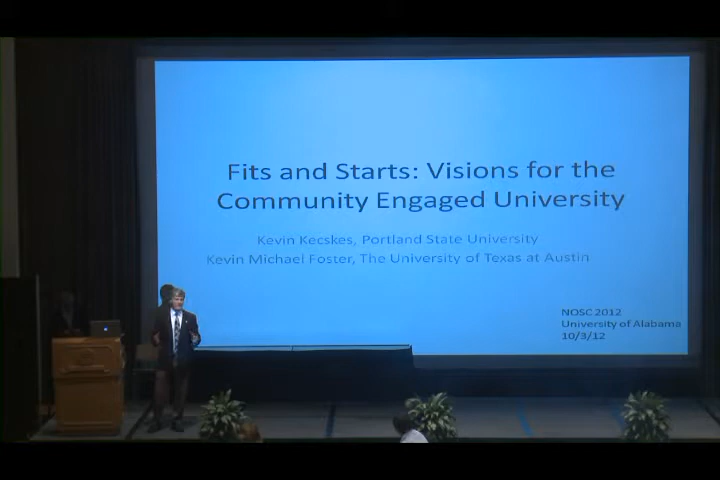 Fits and Starts: Visions for the
Community Engaged University
Kevin Kecskes, Portland State University
Kevin Michael Foster, The University of Texas at Austin
NOSC 2012
University of Alabama
10/3/12